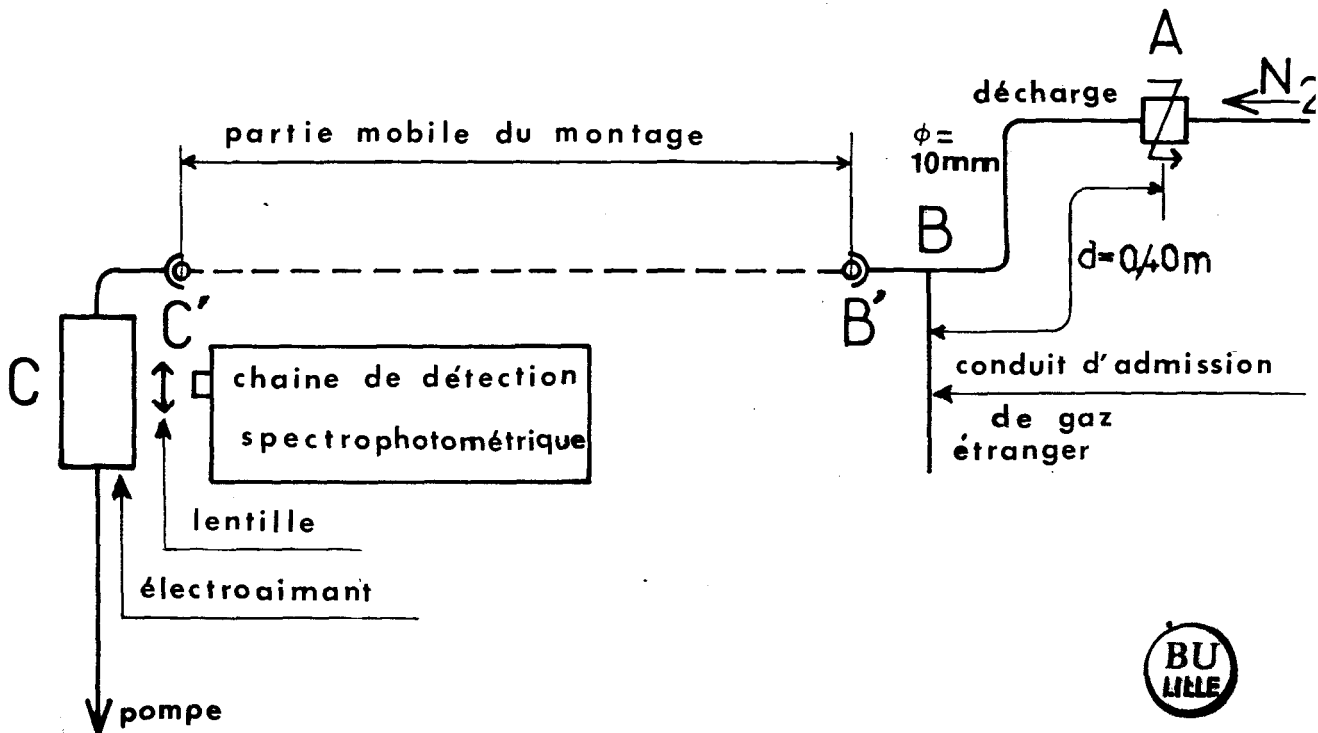 A
N2
décharge
partie mobile du montage
ϕ=
10mm
B
d=0,40m
C'
B'
C
chaine de détection
spectrophotométrique
conduit d'admission
de gaz
étranger
lentille
électroaimant
BU
LILLE
pompe